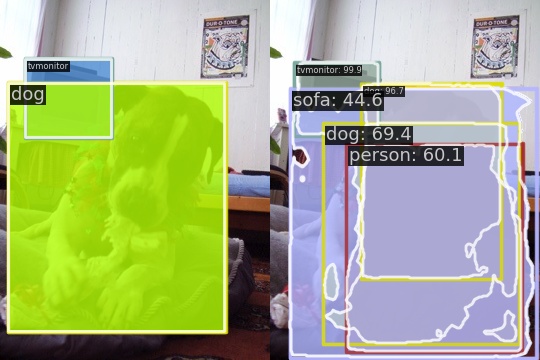 DUR-O-TONE
tvmonitor
dog
DUR-O-TONE
tvmonitor: 99.9
dog: 96.7
sofa: 44.6
dog: 69.4
person: 60.1